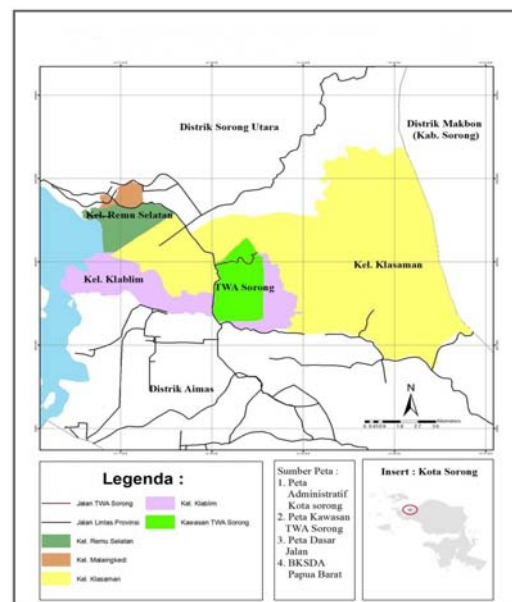 Distrik Sorong Utara
Distrik Makbon
(Kab. Sorong)
Kel. Remu Selatan
Kel. Klablim
TWA Sorong
Kel. Klasaman
Distrik Aimas
N
Kilometers
Legenda :
Jalan TWA Sorong
Jalan Lintas Provinsi
Kel. Remu Selatan
Kel. Malaingkedi
Kel. Klasaman
Kel. Klablim
Kawasan TWA Sorong
Sumber Peta :
1. Peta
Administratif
Kota sorong
2. Peta Kawasan
TWA Sorong
3. Peta Dasar
Jalan
4. BKSDA
Papua Barat
Insert : Kota Sorong